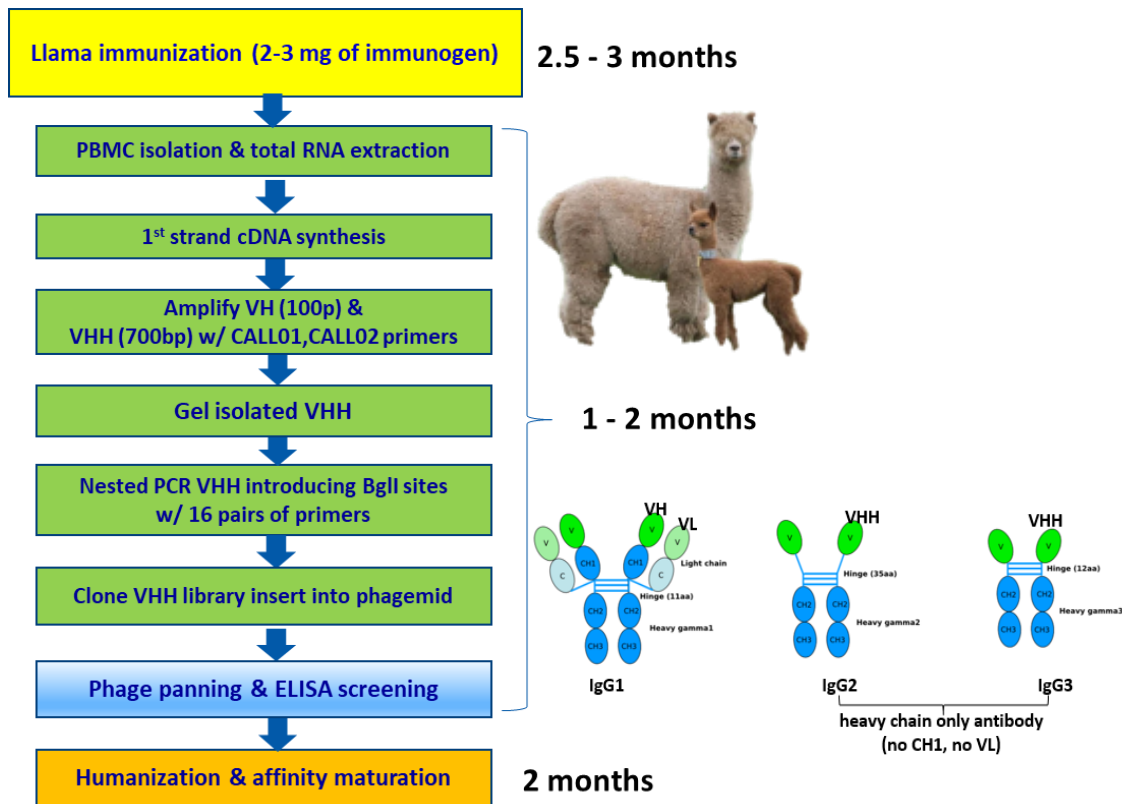 Llama immunization (2-3 mg of immunogen)
2.5 - 3 months
PBMC isolation & total RNA extraction
1st strand cDNA synthesis
Amplify VH (100p) &
VHH (700bp) w/ CALL01,CALL02 primers
Gel isolated VHH
1 - 2 months
Nested PCR VHH introducing BglI sites
w/ 16 pairs of primers
Clone VHH library insert into phagemid
Phage panning & ELISA screening
Humanization & affinity maturation
2 months
VH
VL
V
V
V
V
CH1
CH1
C
C
Light chain
Hinge (11aa)
CH2
CH2
Heavy gamma1
CH3
CH3
IgG1
VHH
V
V
Hinge (35aa)
CH2
CH2
Heavy gamma2
CH3
CH3
IgG2
VHH
V
V
Hinge (12aa)
CH2
CH2
Heavy gamma3
CH3
CH3
IgG3
heavy chain only antibody
(no CH1, no VL)